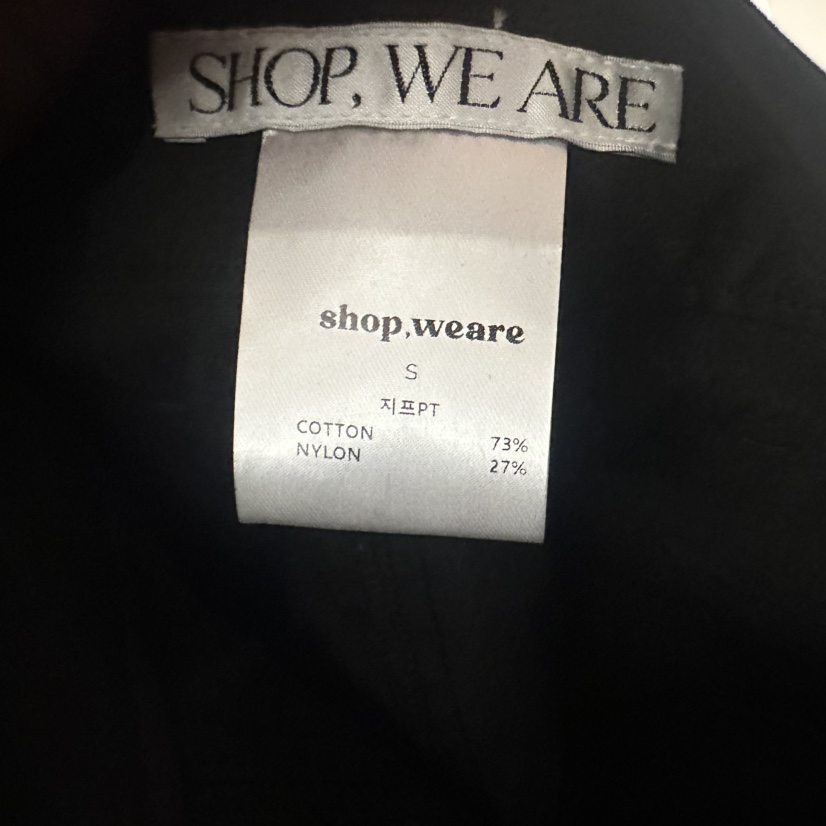 SHOP, WE ARE
shop,weare
S
지프PT
COTTON 73%
NYLON 27%